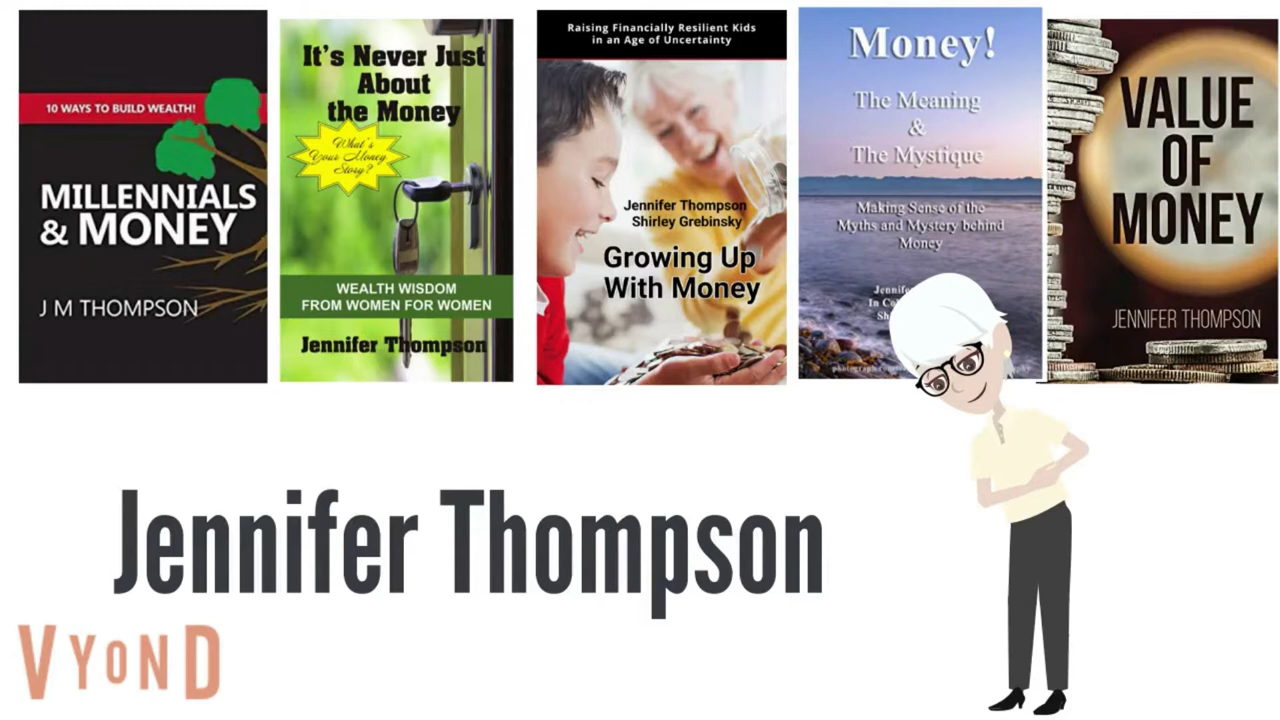 10 WAYS TO BUILD WEALTH!
MILLENNIALS
& MONEY
J M THOMPSON
It's Never Just
About
the Money
What's
Your Money
Story?
WEALTH WISDOM
FROM WOMEN FOR WOMEN
Jennifer Thompson
Raising Financially Resilient Kids
in an Age of Uncertainty
Jennifer Thompson
Shirley Grebinsky
Growing Up
With Money
Money!
The Meaning
&
The Mystique
Making Sense of the
Myths and Mystery behind
Money
In
VALUE
OF
MONEY
JENNIFER THOMPSON
Jennifer Thompson
VYOND